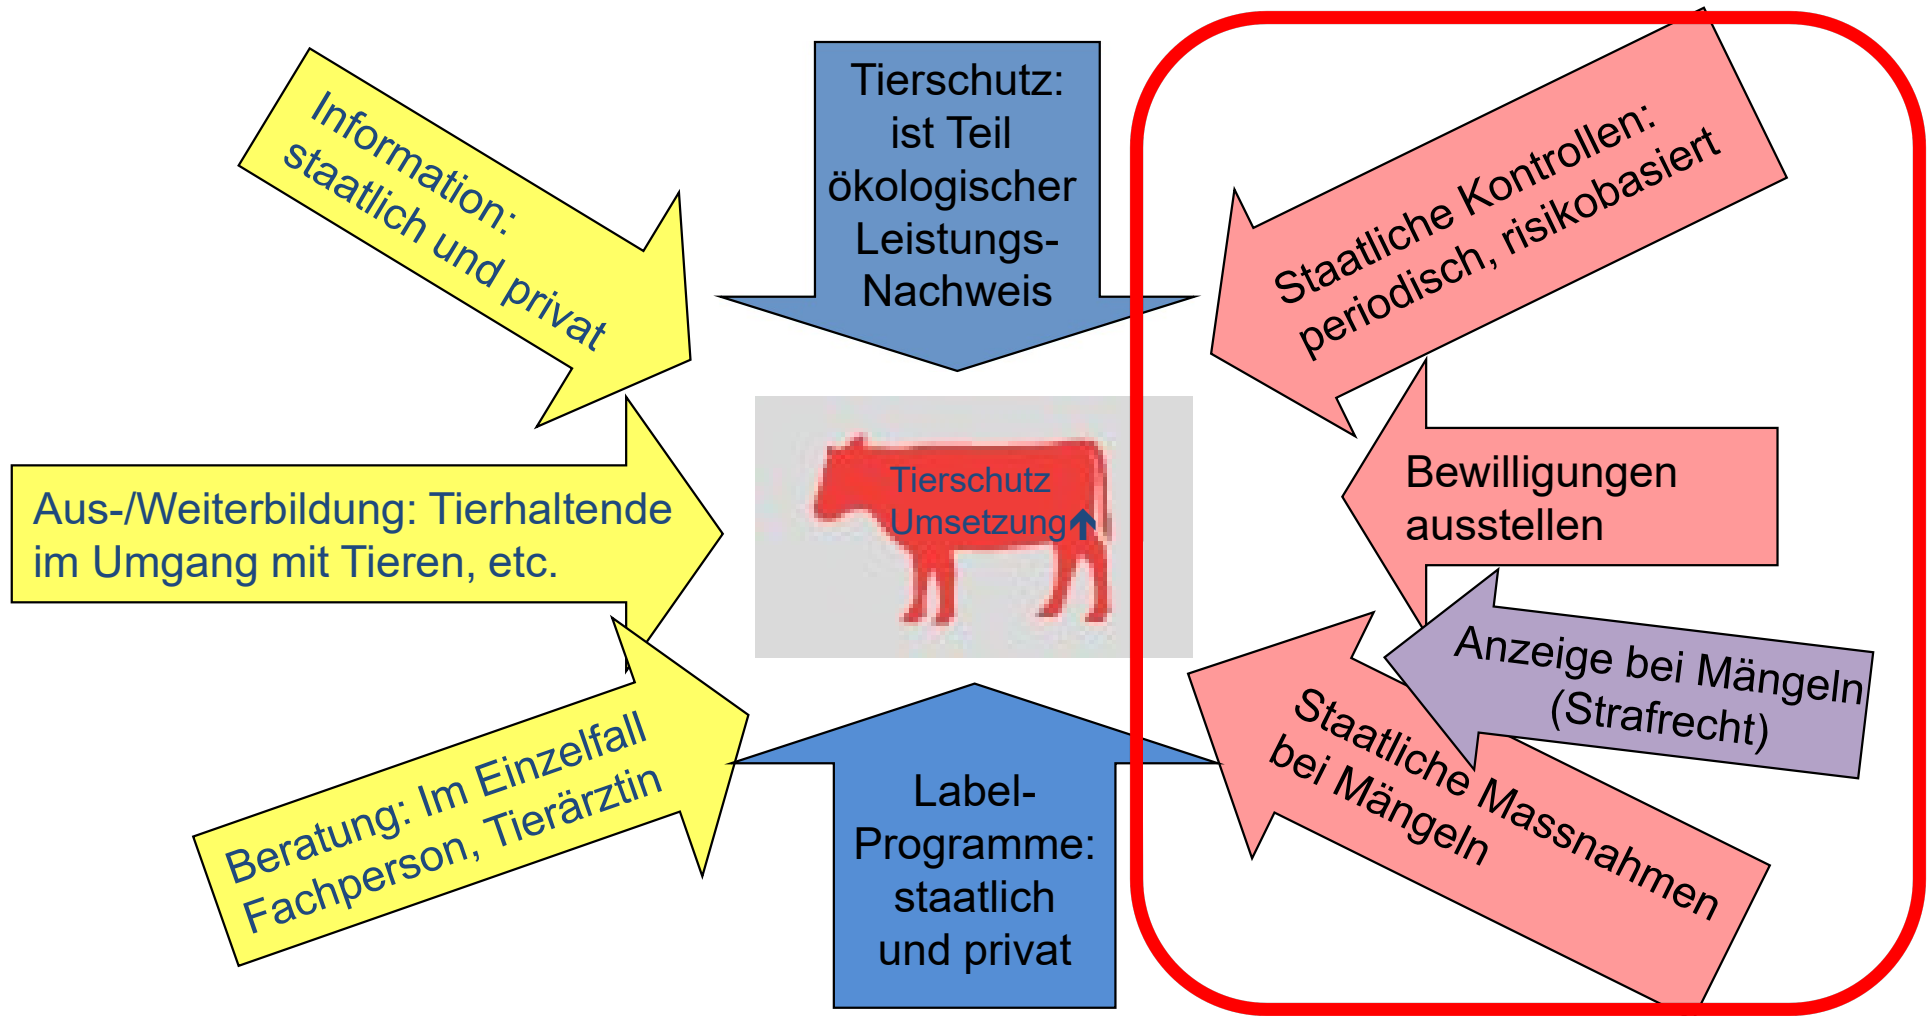 Information:
staatlich und privat
Tierschutz:
ist Teil
ökologischer
Leistungs-
Nachweis
Staatliche Kontrollen:
periodisch, risikobasiert
Aus-/Weiterbildung: Tierhaltende
im Umgang mit Tieren, etc.
Tierschutz
Umsetzung↑
Bewilligungen
ausstellen
Anzeige bei Mängeln
(Strafrecht)
Beratung: Im Einzelfall
Fachperson, Tierärztin
Label-
Programme:
staatlich
und privat
Staatliche Massnahmen
bei Mängeln